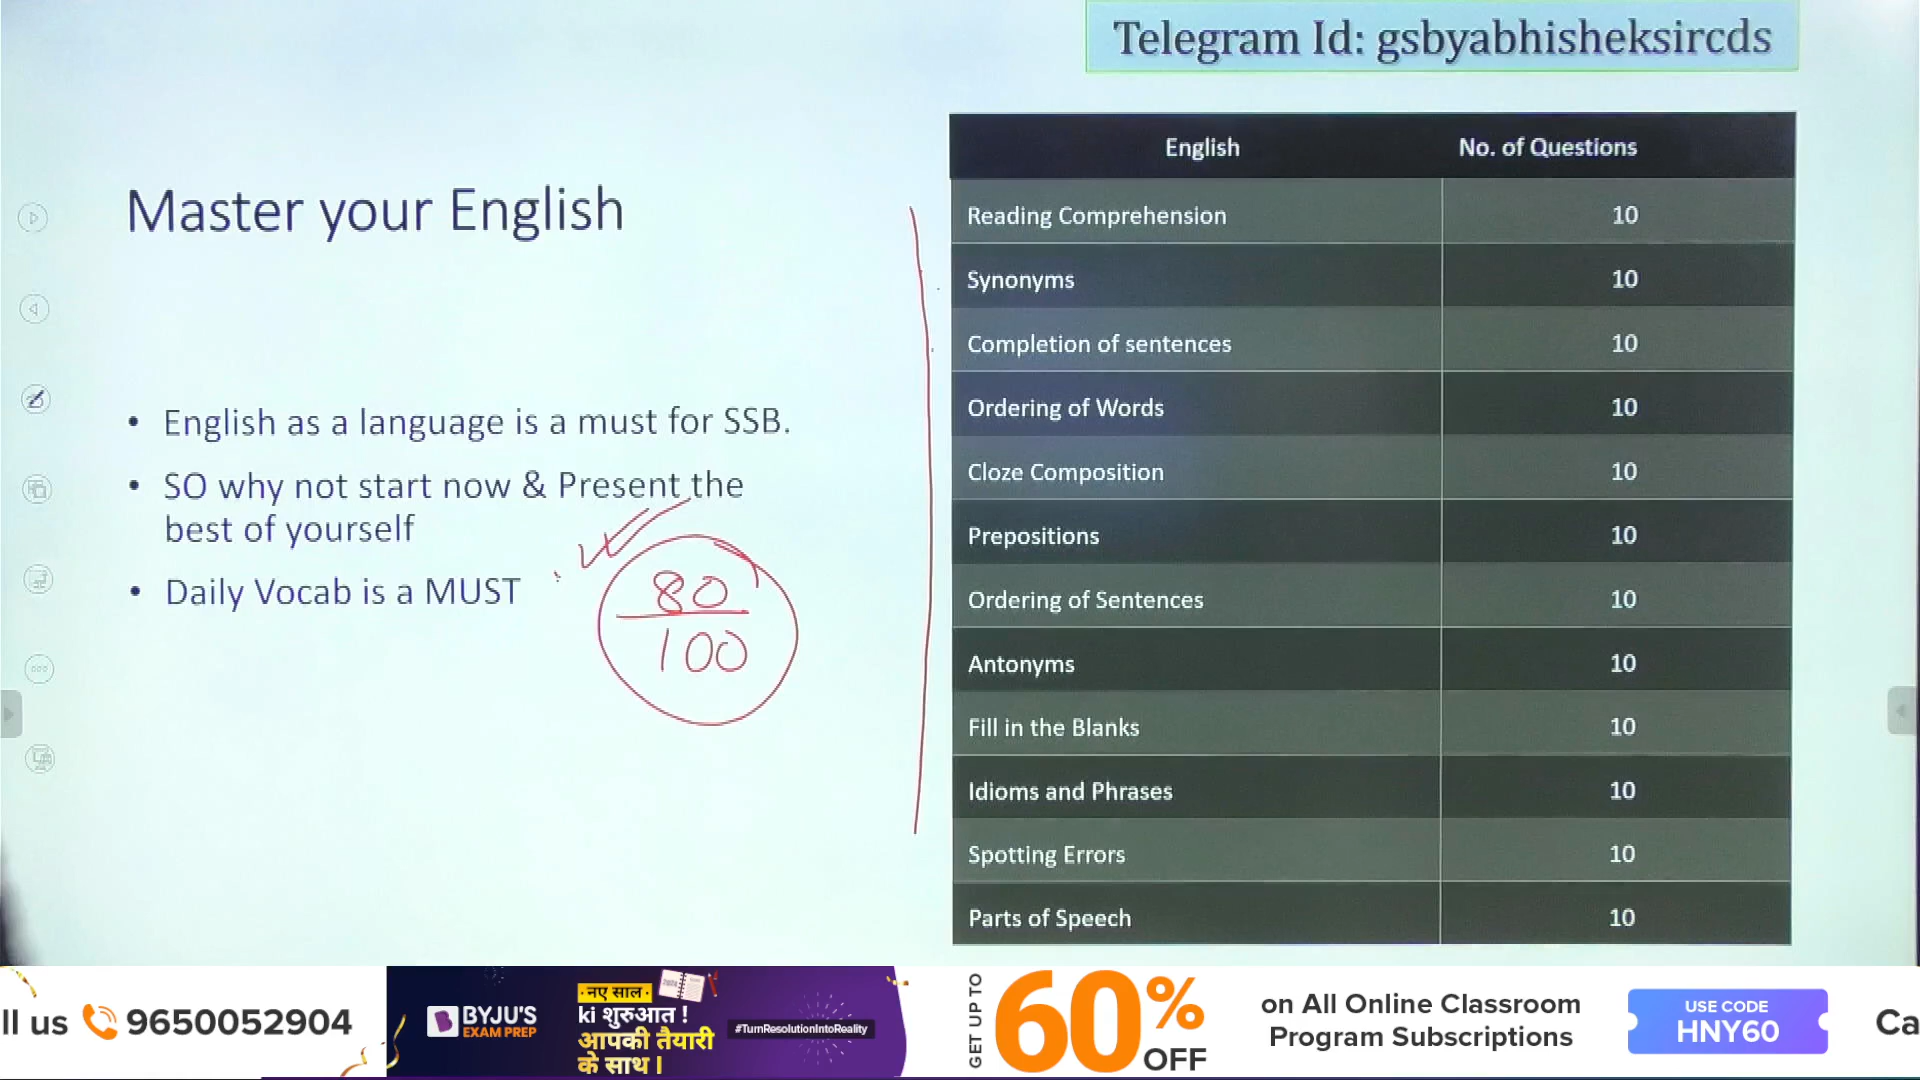 Telegram Id: gsbyabhisheksircds
Master your English
• English as a language is a must for SSB.
• SO why not start now & Present the
best of yourself
• Daily Vocab is a MUST
80
100
English No. of Questions
Reading Comprehension 10
Synonyms 10
Completion of sentences 10
Ordering of Words 10
Cloze Composition 10
Prepositions 10
Ordering of Sentences 10
Antonyms 10
Fill in the Blanks 10
Idioms and Phrases 10
Spotting Errors 10
Parts of Speech 10
ll us 9650052904
BYJU'S
EXAM PREP
नए साल
ki शुरुआत !
आपकी तैयारी
के साथ।
#TurnResolutionIntoReality
GET UP TO
60%
OFF
on All Online Classroom
Program Subscriptions
USE CODE
HNY60
Ca